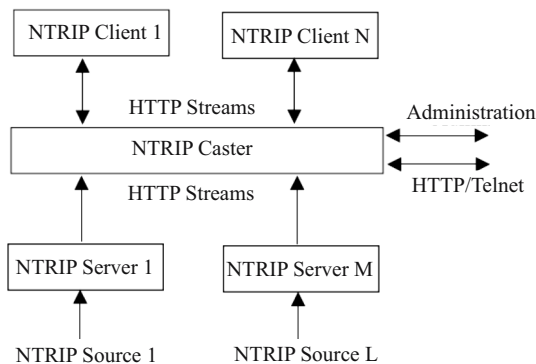 NTRIP Client 1
NTRIP Client N
HTTP Streams
Administration
NTRIP Caster
HTTP Streams
HTTP/Telnet
NTRIP Server 1
NTRIP Server M
NTRIP Source 1
NTRIP Source L